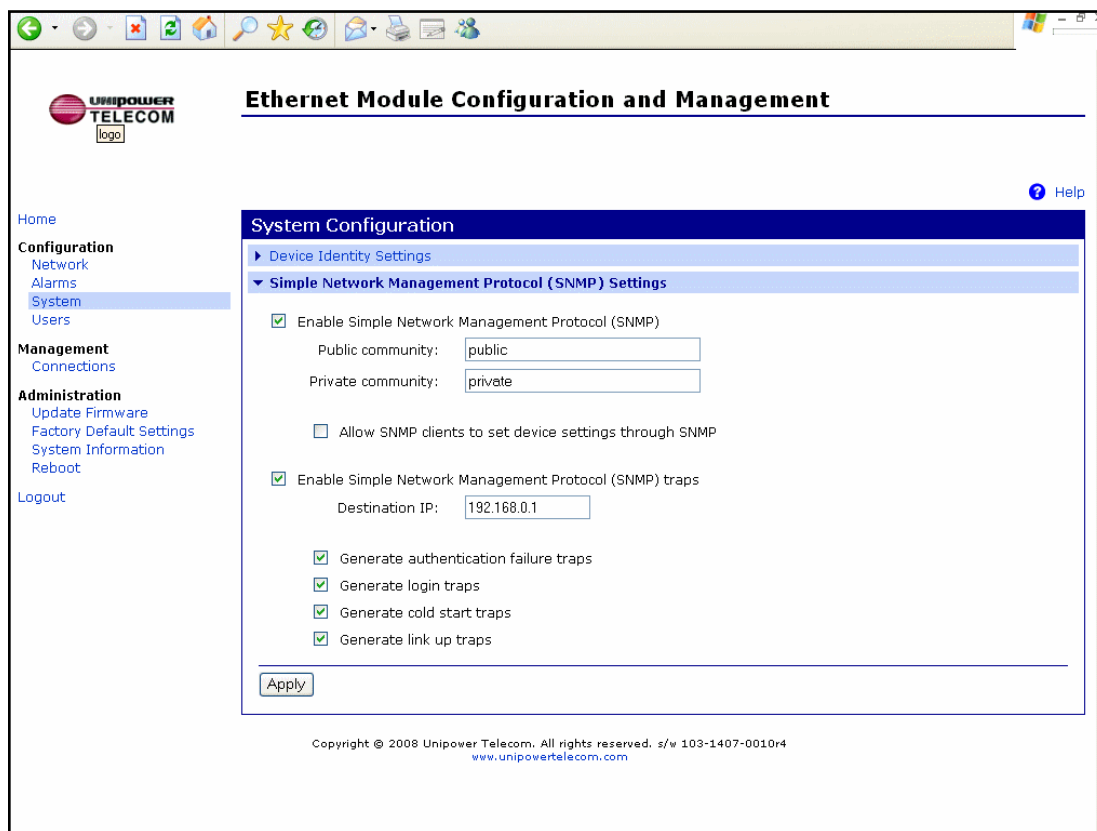 UNIPOWER
TELECOM
logo
Ethernet Module Configuration and Management
? Help
Home
Configuration
Network
Alarms
System
Users
Management
Connections
Administration
Update Firmware
Factory Default Settings
System Information
Reboot
Logout
System Configuration
Device Identity Settings
Simple Network Management Protocol (SNMP) Settings
Enable Simple Network Management Protocol (SNMP)
Public community: public
Private community: private
Allow SNMP clients to set device settings through SNMP
Enable Simple Network Management Protocol (SNMP) traps
Destination IP: 192.168.0.1
Generate authentication failure traps
Generate login traps
Generate cold start traps
Generate link up traps
Apply
Copyright © 2008 Unipower Telecom. All rights reserved. s/w 103-1407-0010r4
www.unipowertelecom.com